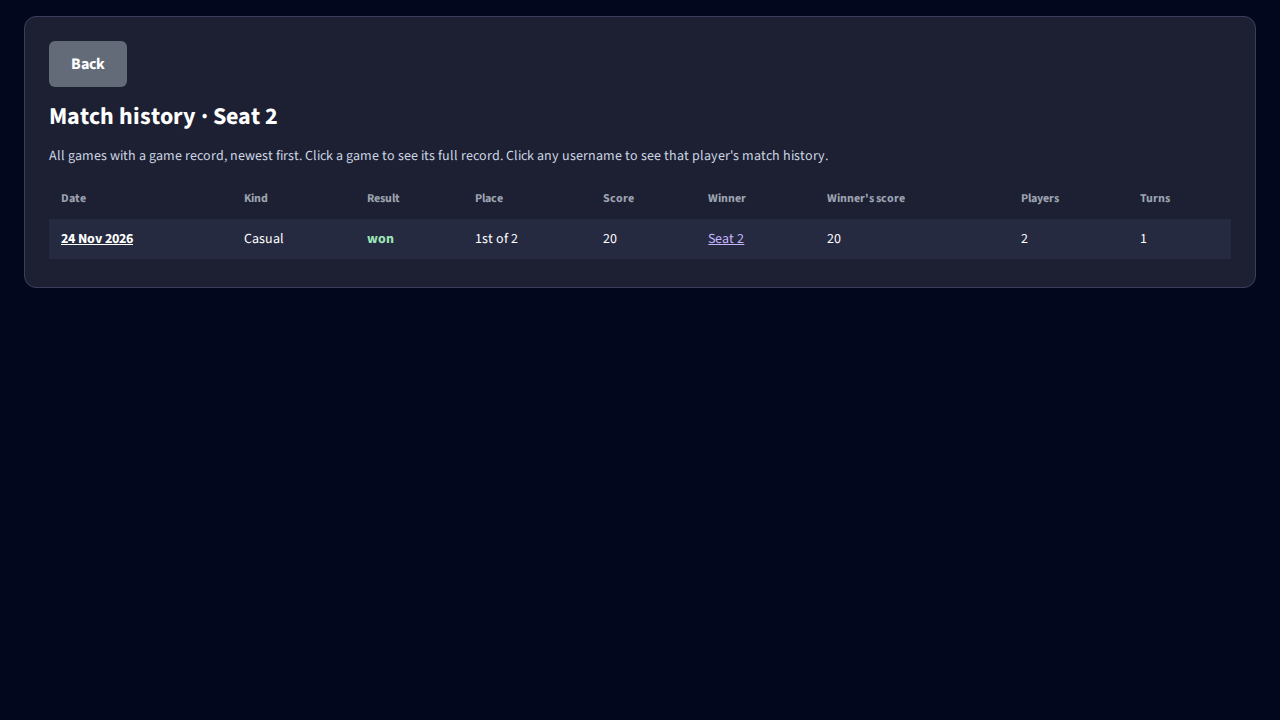 Back
Match history · Seat 2
All games with a game record, newest first. Click a game to see its full record. Click any username to see that player's match history.
Date Kind Result Place Score Winner Winner's score Players Turns
24 Nov 2026 Casual won 1st of 2 20 Seat 2 20 2 1